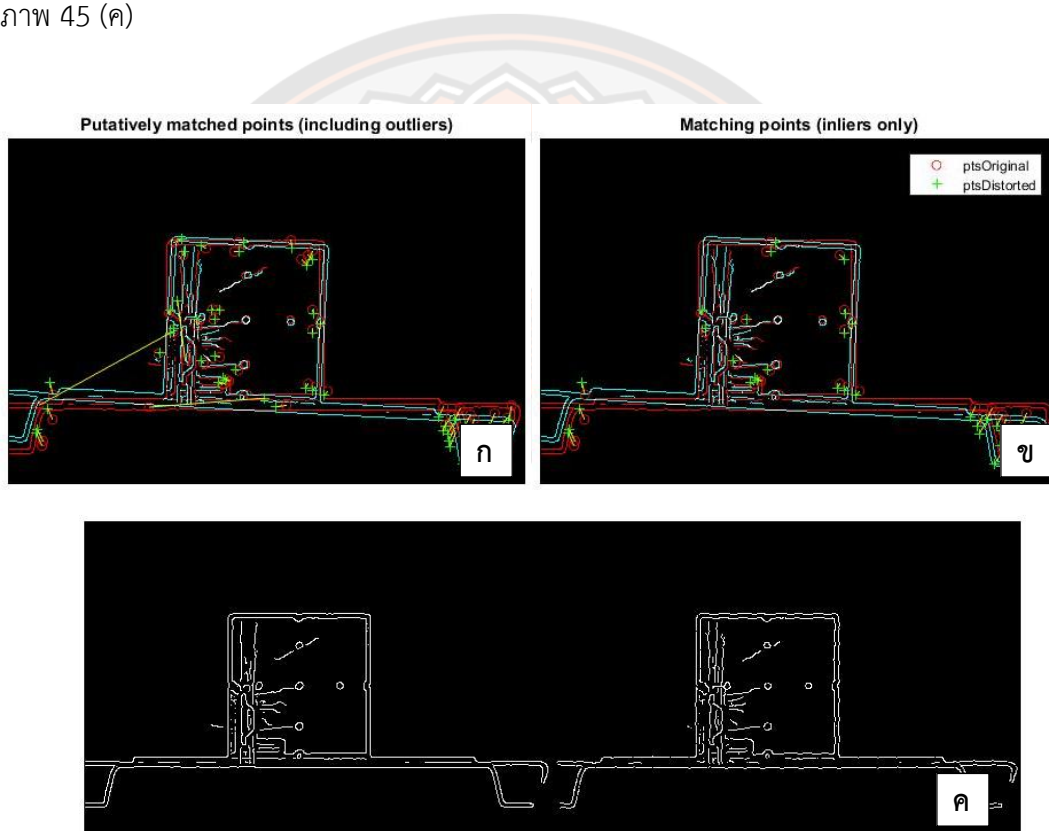 ภาพ 45 (ค)
Putatively matched points (including outliers)
Matching points (inliers only)
ptsOriginal
ptsDistorted
ก
ข
ค